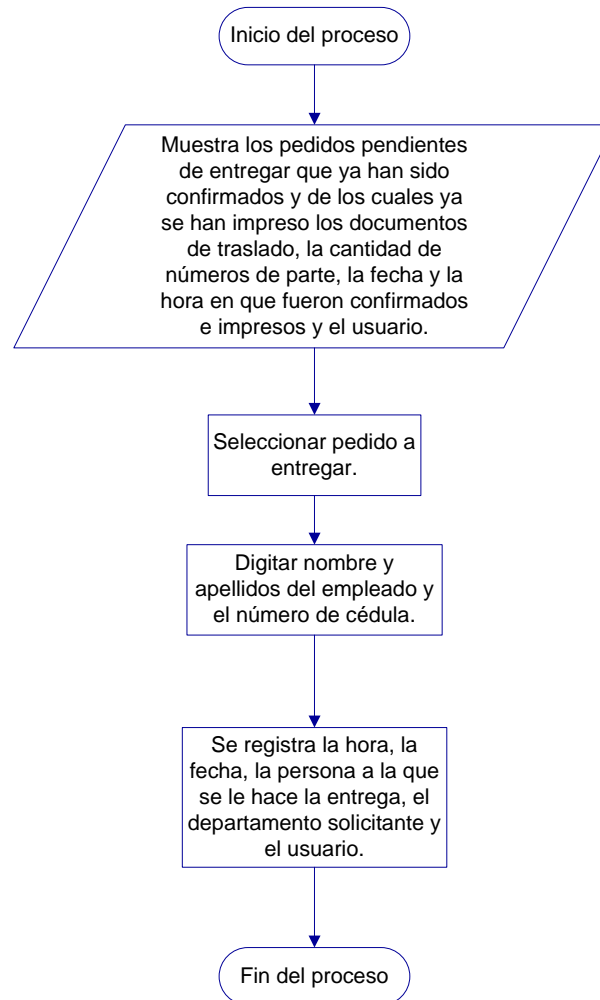 Inicio del proceso
Muestra los pedidos pendientes
de entregar que ya han sido
confirmados y de los cuales ya
se han impreso los documentos
de traslado, la cantidad de
números de parte, la fecha y la
hora en que fueron confirmados
e impresos y el usuario.
Seleccionar pedido a
entregar.
Digitar nombre y
apellidos del empleado y
el número de cédula.
Se registra la hora, la
fecha, la persona a la que
se le hace la entrega, el
departamento solicitante y
el usuario.
Fin del proceso